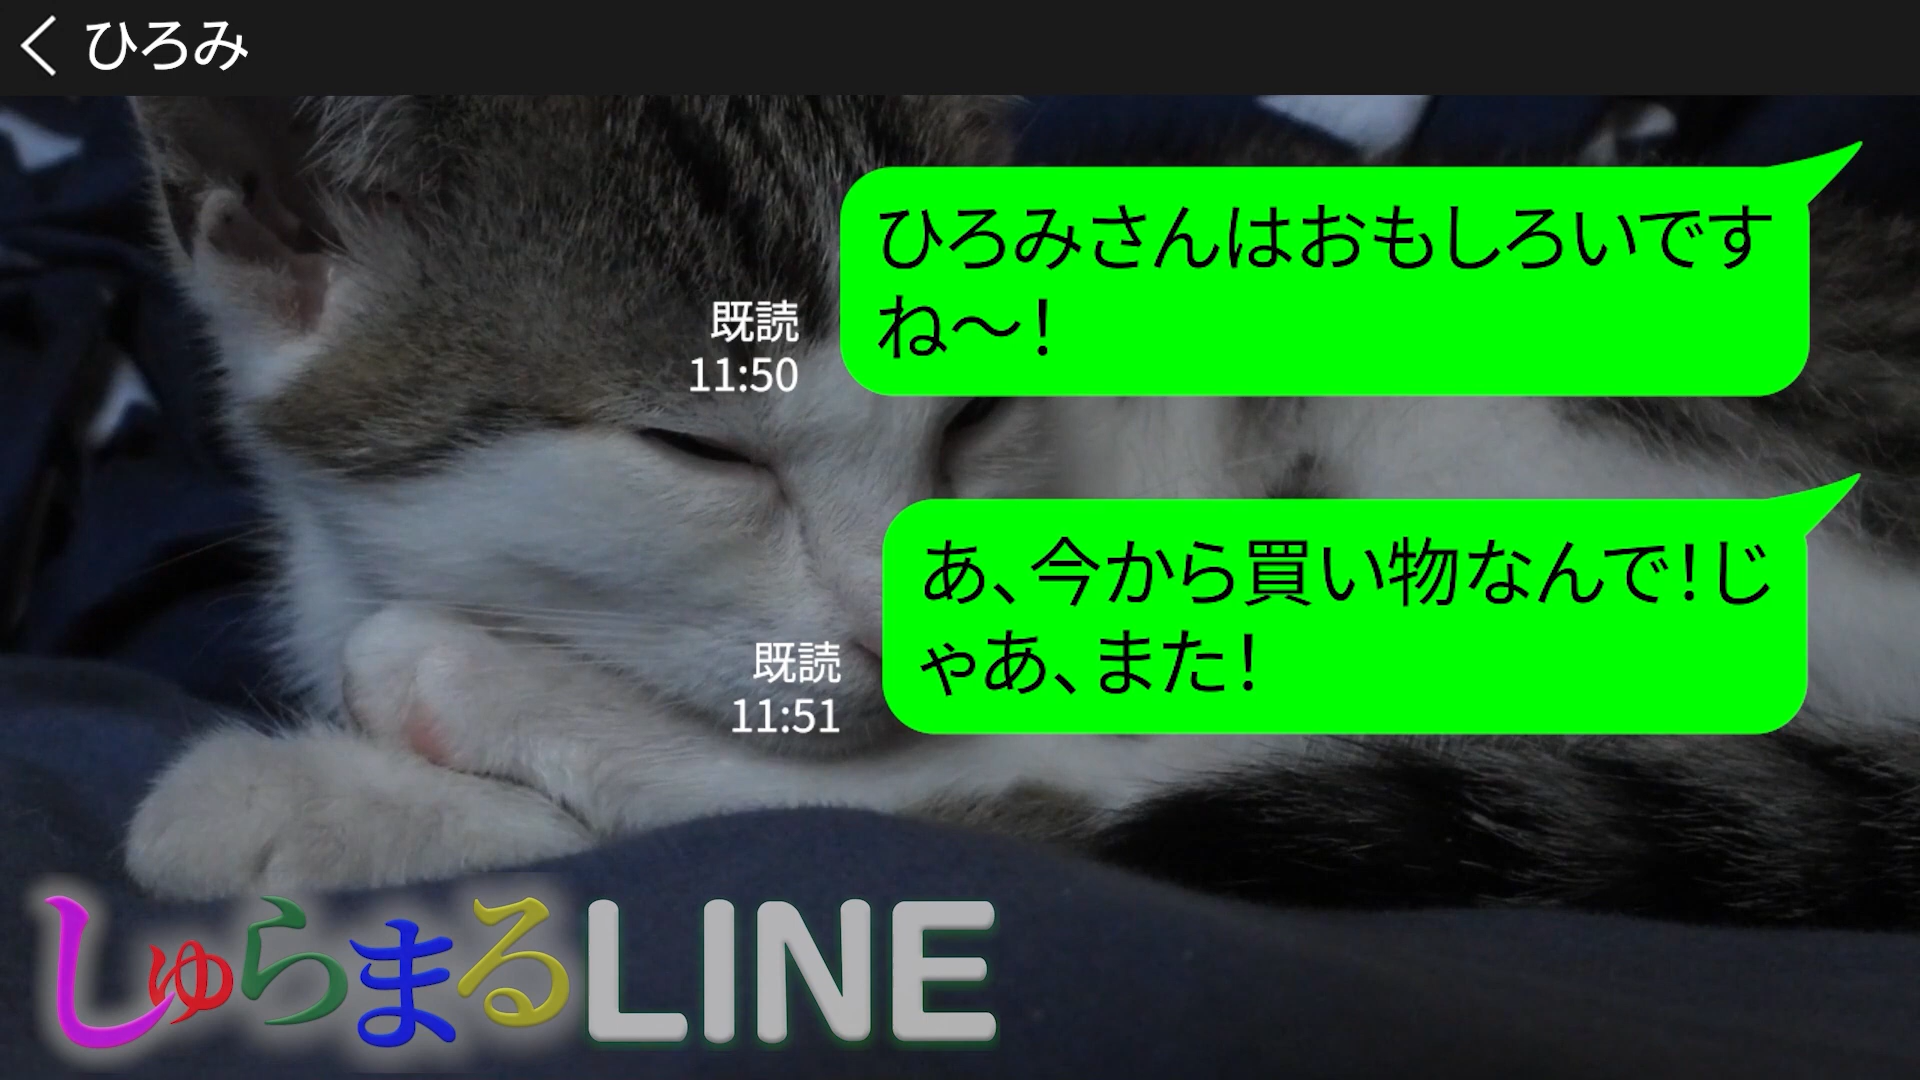 ひろみ
ひろみさんはおもしろいです
ね〜！
既読
11:50
あ、今から買い物なんで！じ
ゃあ、また！
既読
11:51
しゅらまるLINE